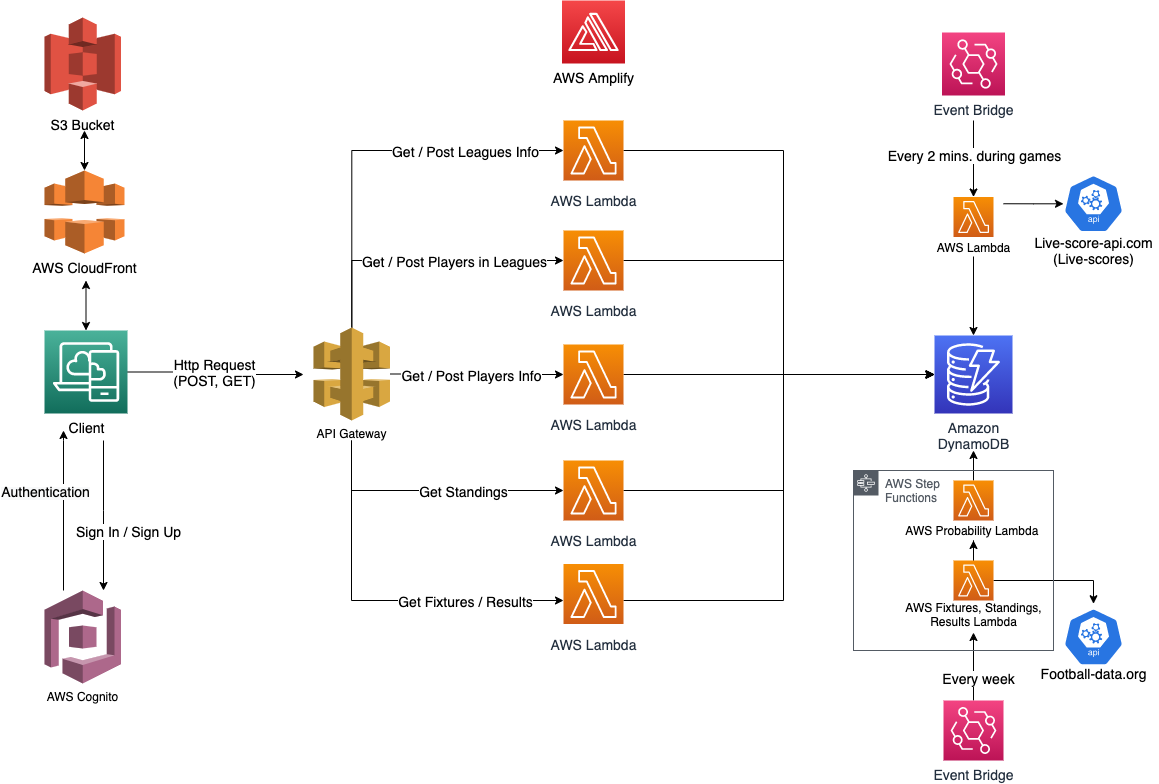 S3 Bucket
AWS CloudFront
Client
Authentication
Sign In / Sign Up
AWS Cognito
Http Request
(POST, GET)
API Gateway
AWS Amplify
Get / Post Leagues Info
AWS Lambda
Get / Post Players in Leagues
AWS Lambda
Get / Post Players Info
AWS Lambda
Get Standings
AWS Lambda
Get Fixtures / Results
AWS Lambda
Event Bridge
Every 2 mins. during games
AWS Lambda
api
Live-score-api.com
(Live-scores)
Amazon
DynamoDB
AWS Step
Functions
AWS Probability Lambda
AWS Fixtures, Standings,
Results Lambda
api
Football-data.org
Every week
Event Bridge